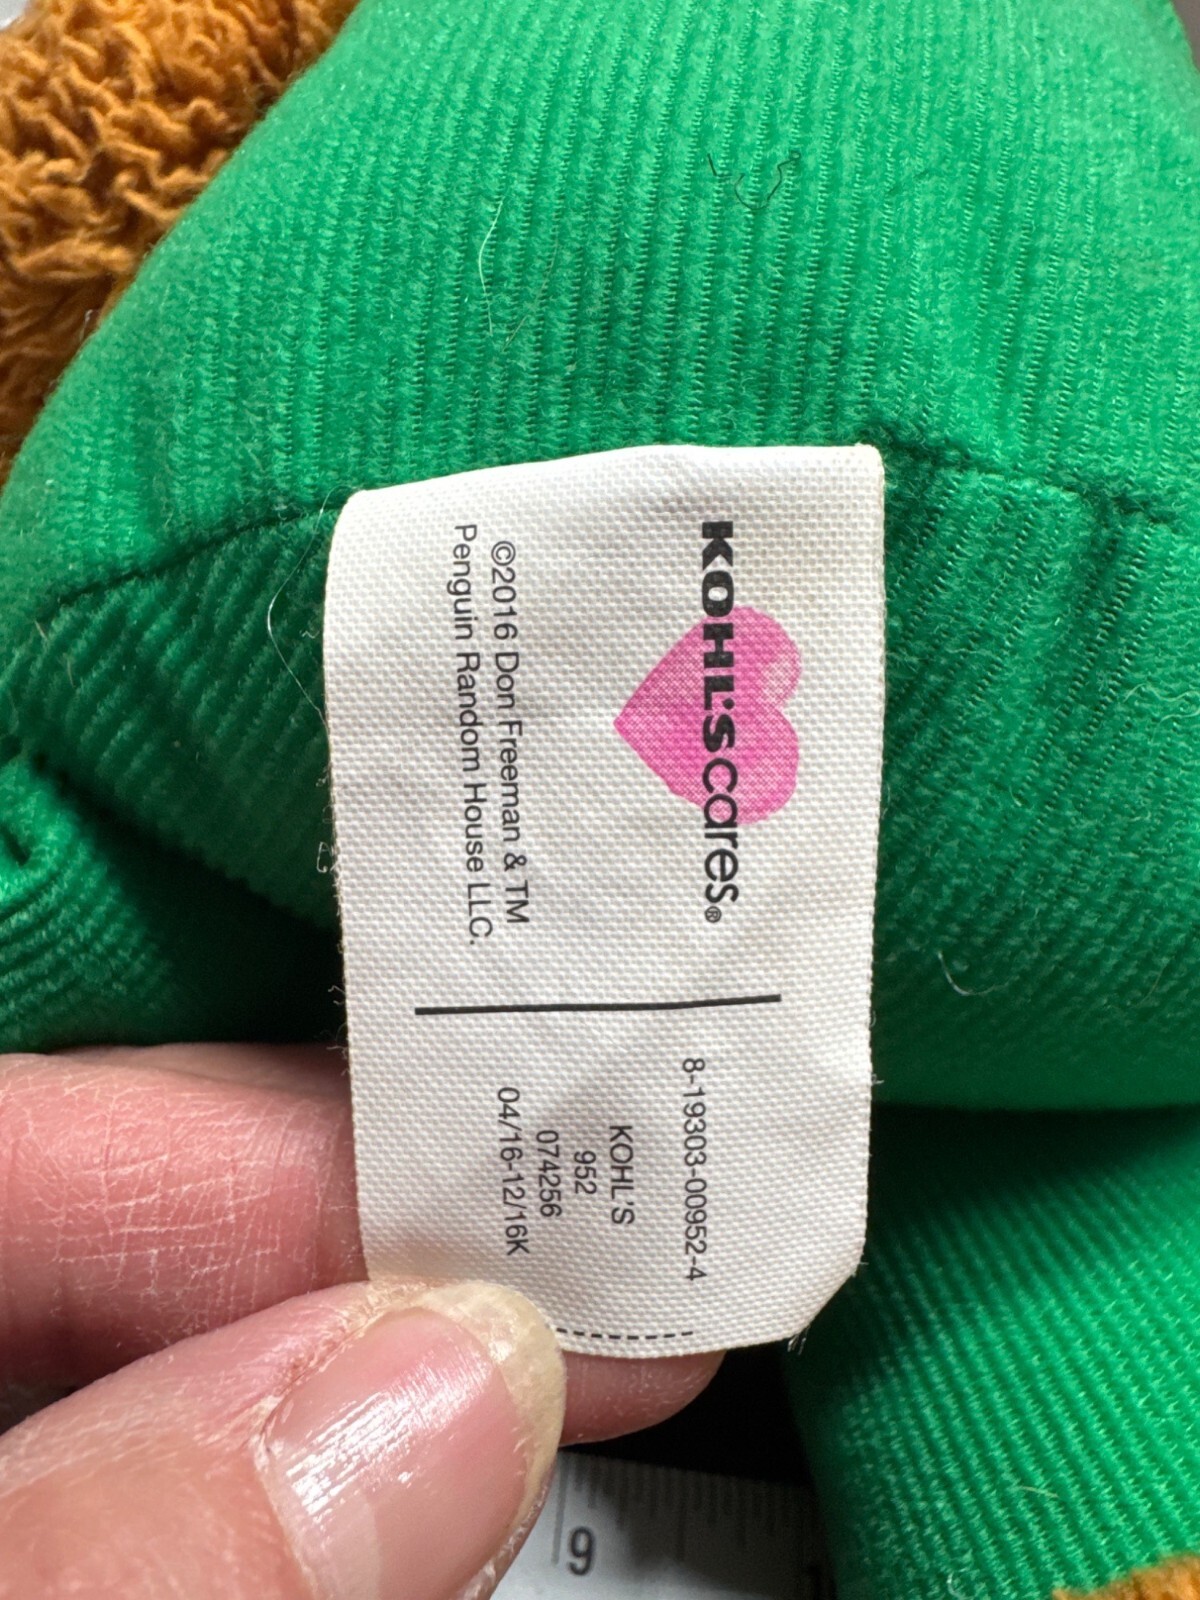 KOHL'S cares®
©2016 Don Freeman & TM
Penguin Random House LLC.
8-19303-00952-4
KOHL'S
952
074256
04/16-12/16K
9